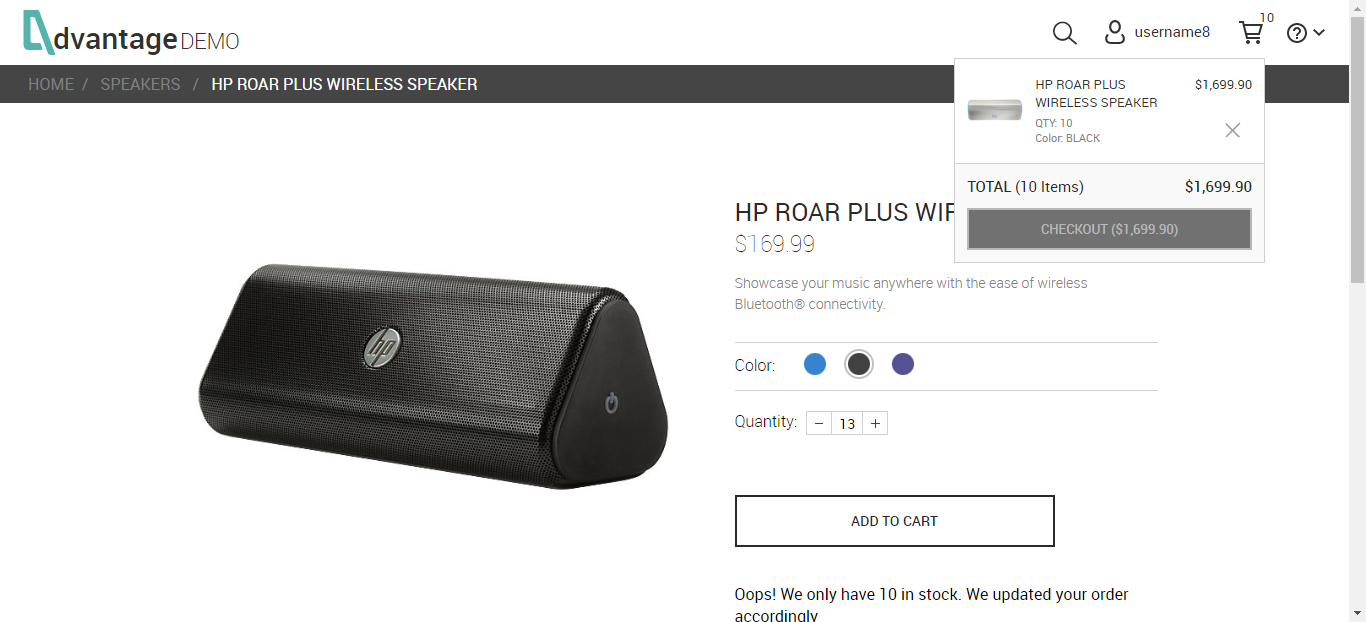 dvantage DEMO
username8
10
?
HOME / SPEAKERS / HP ROAR PLUS WIRELESS SPEAKER
HP ROAR PLUS $1,699.90
WIRELESS SPEAKER
QTY: 10
Color: BLACK
TOTAL (10 Items) $1,699.90
CHECKOUT ($1,699.90)
HP ROAR PLUS WIR
$169.99
Showcase your music anywhere with the ease of wireless
Bluetooth® connectivity.
hp
Color:
Quantity: − 13 +
ADD TO CART
Oops! We only have 10 in stock. We updated your order
accordingly